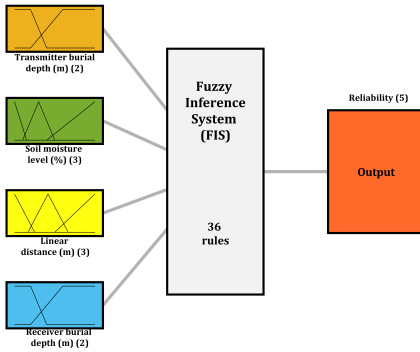 Transmitter burial
depth (m) (2)
Soil moisture
level (%) (3)
Linear
distance (m) (3)
Receiver burial
depth (m) (2)
Fuzzy
Inference
System
(FIS)
36
rules
Reliability (5)
Output